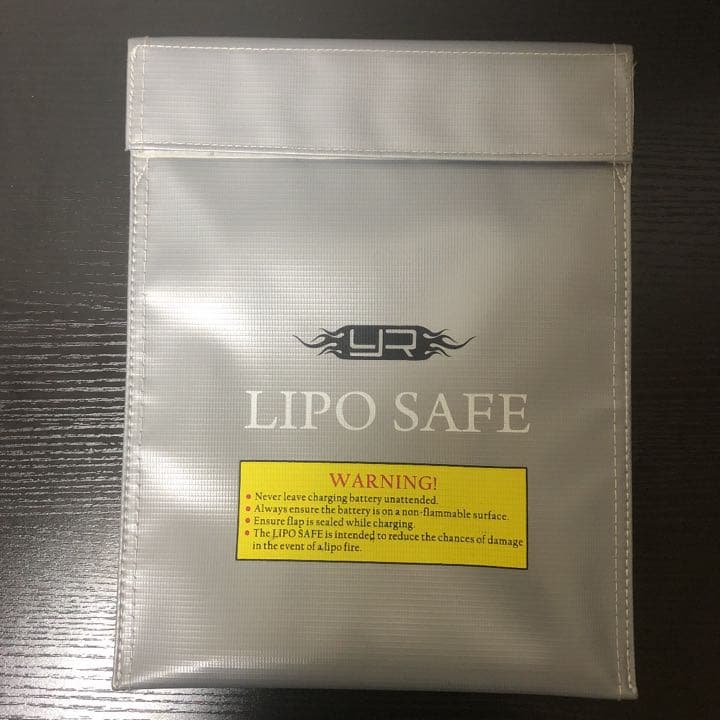 YR
LIPO SAFE
WARNING!
Never leave charging battery unattended.
Always ensure the battery is on a non-flammable surface.
Ensure flap is sealed while charging.
The LIPO SAFE is intended to reduce the chances of damage
in the event of a lipo fire.